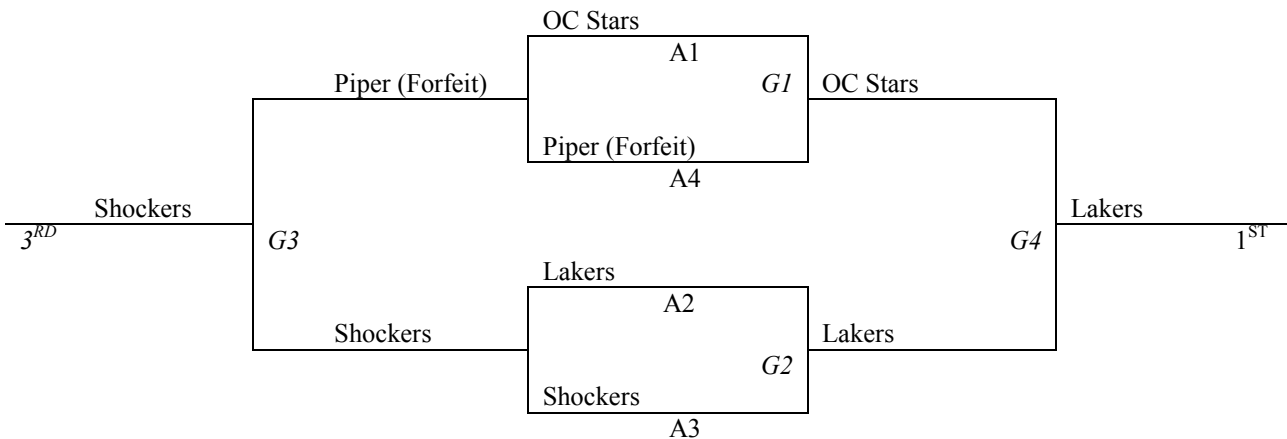 OC Stars
A1
Piper (Forfeit) G1 OC Stars
Piper (Forfeit)
A4
Shockers Lakers
3RD G3 G4 1ST
Lakers
A2
Shockers Lakers
G2
Shockers
A3